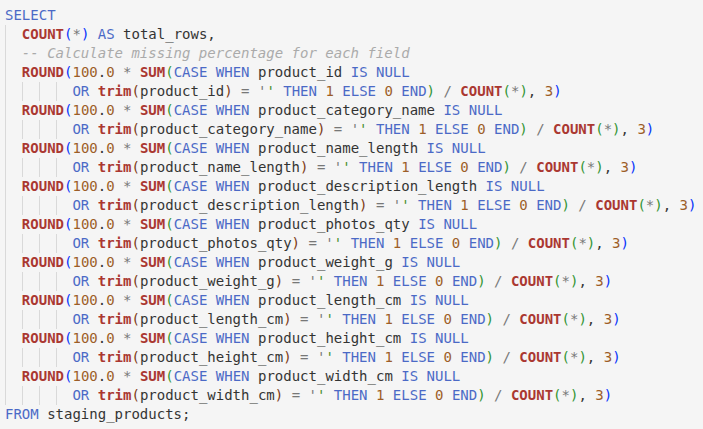 SELECT
COUNT(*) AS total_rows,
-- Calculate missing percentage for each field
ROUND(100.0 * SUM(CASE WHEN product_id IS NULL
OR trim(product_id) = '' THEN 1 ELSE 0 END) / COUNT(*), 3)
ROUND(100.0 * SUM(CASE WHEN product_category_name IS NULL
OR trim(product_category_name) = '' THEN 1 ELSE 0 END) / COUNT(*), 3)
ROUND(100.0 * SUM(CASE WHEN product_name_length IS NULL
OR trim(product_name_length) = '' THEN 1 ELSE 0 END) / COUNT(*), 3)
ROUND(100.0 * SUM(CASE WHEN product_description_length IS NULL
OR trim(product_description_length) = '' THEN 1 ELSE 0 END) / COUNT(*), 3)
ROUND(100.0 * SUM(CASE WHEN product_photos_qty IS NULL
OR trim(product_photos_qty) = '' THEN 1 ELSE 0 END) / COUNT(*), 3)
ROUND(100.0 * SUM(CASE WHEN product_weight_g IS NULL
OR trim(product_weight_g) = '' THEN 1 ELSE 0 END) / COUNT(*), 3)
ROUND(100.0 * SUM(CASE WHEN product_length_cm IS NULL
OR trim(product_length_cm) = '' THEN 1 ELSE 0 END) / COUNT(*), 3)
ROUND(100.0 * SUM(CASE WHEN product_height_cm IS NULL
OR trim(product_height_cm) = '' THEN 1 ELSE 0 END) / COUNT(*), 3)
ROUND(100.0 * SUM(CASE WHEN product_width_cm IS NULL
OR trim(product_width_cm) = '' THEN 1 ELSE 0 END) / COUNT(*), 3)
FROM staging_products;